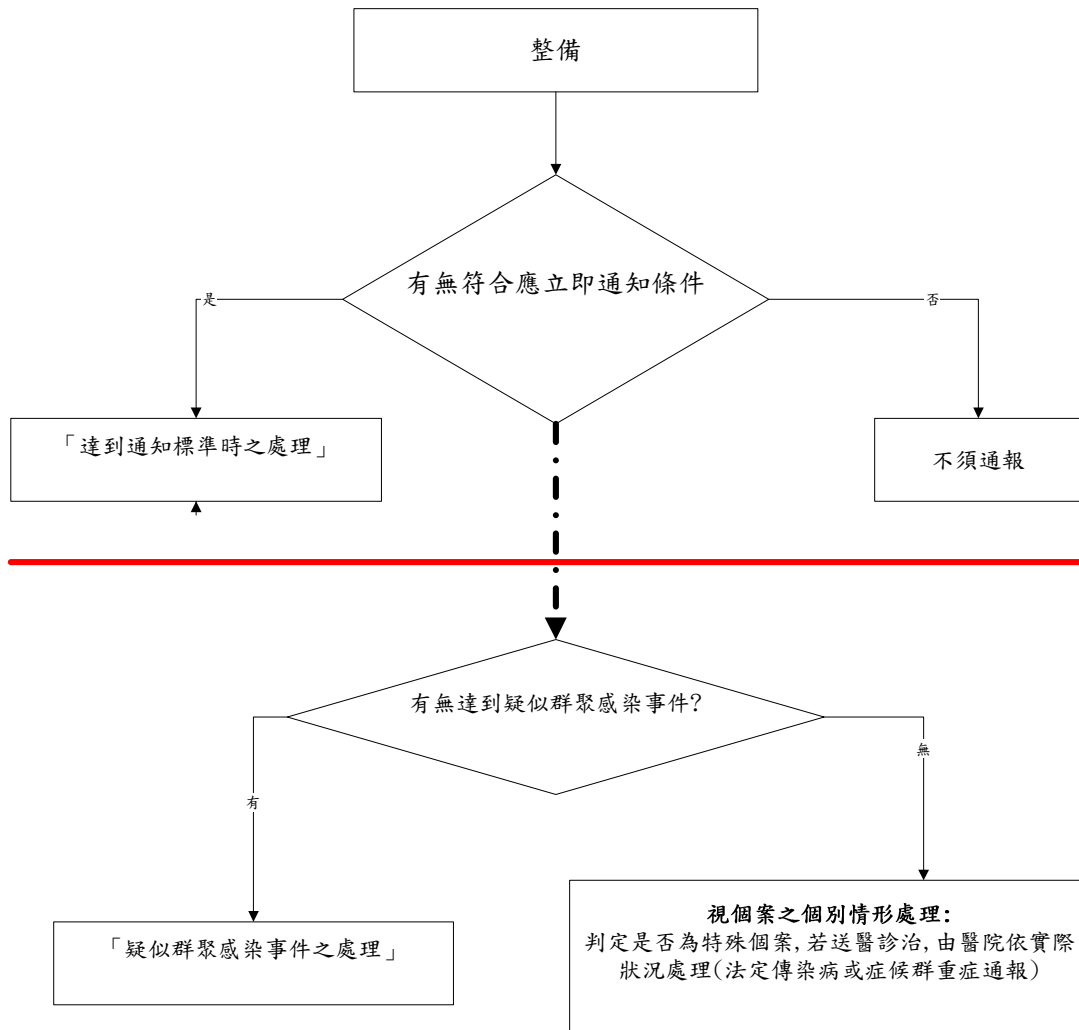 整備
有無符合應立即通知條件
是
否
「達到通知標準時之處理」
不須通報
有無達到疑似群聚感染事件?
無
有
「疑似群聚感染事件之處理」
視個案之個別情形處理:
判定是否為特殊個案,若送醫診治,由醫院依實際
狀況處理(法定傳染病或症候群重症通報)